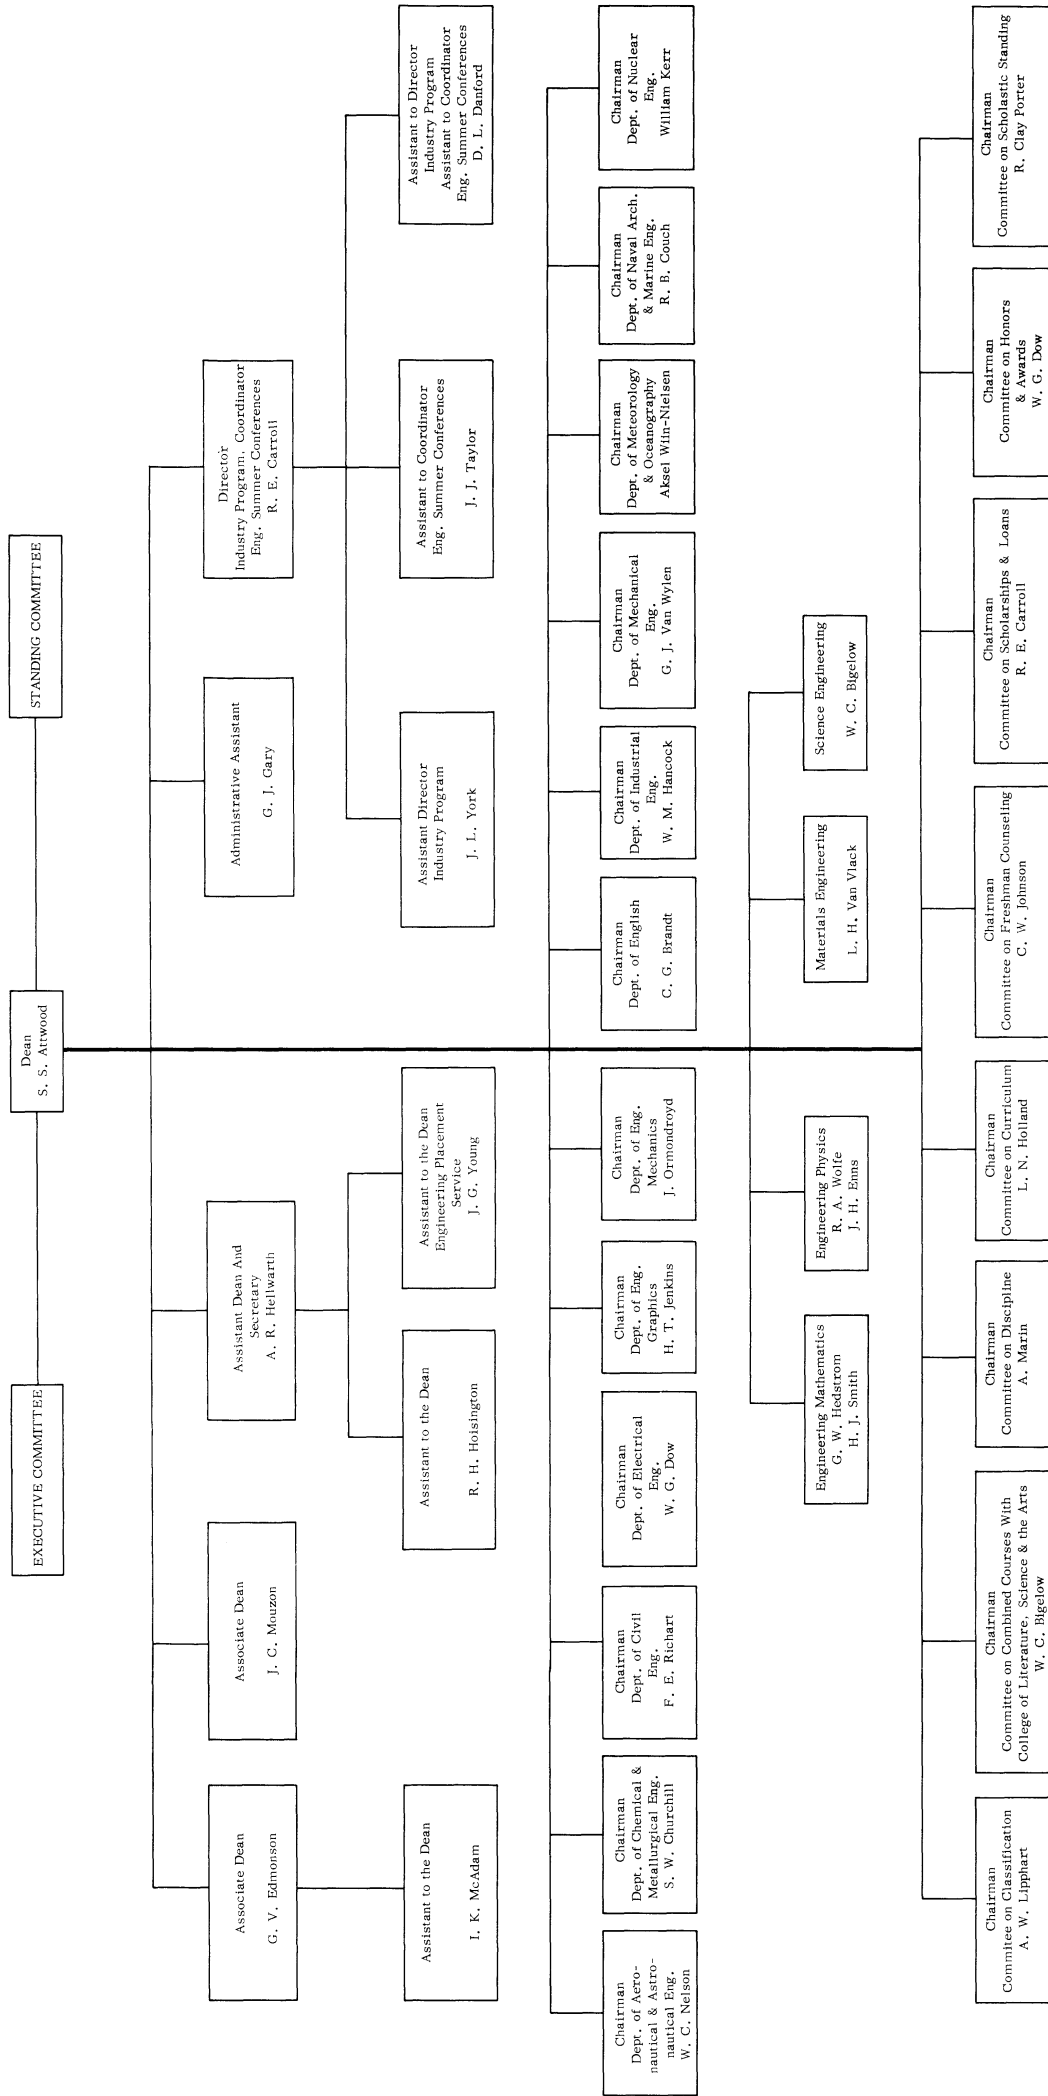 EXECUTIVE COMMITTEE
Dean
S. S. Attwood
STANDING COMMITTEE
Associate Dean
G. V. Edmonson
Associate Dean
J. C. Mouzon
Assistant Dean And
Secretary
A. R. Hellwarth
Administrative Assistant
G. J. Gary
Director
Industry Program, Coordinator
Eng. Summer Conferences
R. E. Carroll
Assistant to the Dean
I. K. McAdam
Assistant to the Dean
R. H. Hoisington
Assistant to the Dean
Engineering Placement
Service
J. G. Young
Assistant Director
Industry Program
J. L. York
Assistant to Coordinator
Eng. Summer Conferences
J. J. Taylor
Assistant to Director
Industry Program
Assistant to Coordinator
Eng. Summer Conferences
D. L. Danford
Chairman
Dept. of Aero-
nautical & Astro-
nautical Eng.
W. C. Nelson
Chairman
Dept. of Chemical &
Metallurgical Eng.
S. W. Churchill
Chairman
Dept. of Civil
Eng.
F. E. Richart
Chairman
Dept. of Electrical
Eng.
W. G. Dow
Chairman
Dept. of Eng.
Graphics
H. T. Jenkins
Chairman
Dept. of Eng.
Mechanics
J. Ormondroyd
Chairman
Dept. of English
C. G. Brandt
Chairman
Dept. of Industrial
Eng.
W. M. Hancock
Chairman
Dept. of Mechanical
Eng.
G. J. Van Wylen
Chairman
Dept. of Meteorology
& Oceanography
Aksel Wiin-Nielsen
Chairman
Dept. of Naval Arch.
& Marine Eng.
R. B. Couch
Chairman
Dept. of Nuclear
Eng.
William Kerr
Engineering Mathematics
G. W. Hedstrom
H. J. Smith
Engineering Physics
R. A. Wolfe
J. H. Enns
Materials Engineering
L. H. Van Vlack
Science Engineering
W. C. Bigelow
Chairman
Committee on Classification
A. W. Lipphart
Chairman
Committee on Combined Courses With
College of Literature, Science & the Arts
W. C. Bigelow
Chairman
Committee on Discipline
A. Marin
Chairman
Committee on Curriculum
L. N. Holland
Chairman
Committee on Freshman Counseling
C. W. Johnson
Chairman
Committee on Scholarships & Loans
R. E. Carroll
Chairman
Committee on Honors
& Awards
W. G. Dow
Chairman
Committee on Scholastic Standing
R. Clay Porter